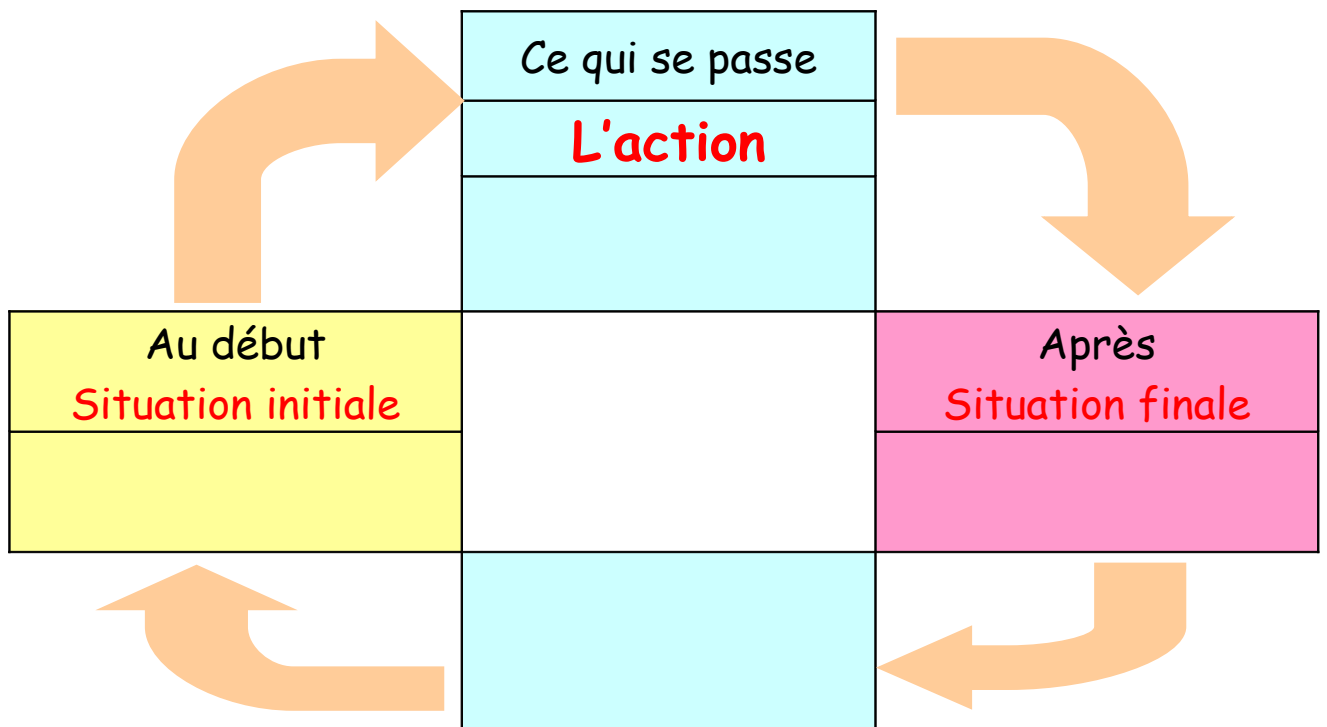 Ce qui se passe
L'action
Au début
Situation initiale
Après
Situation finale